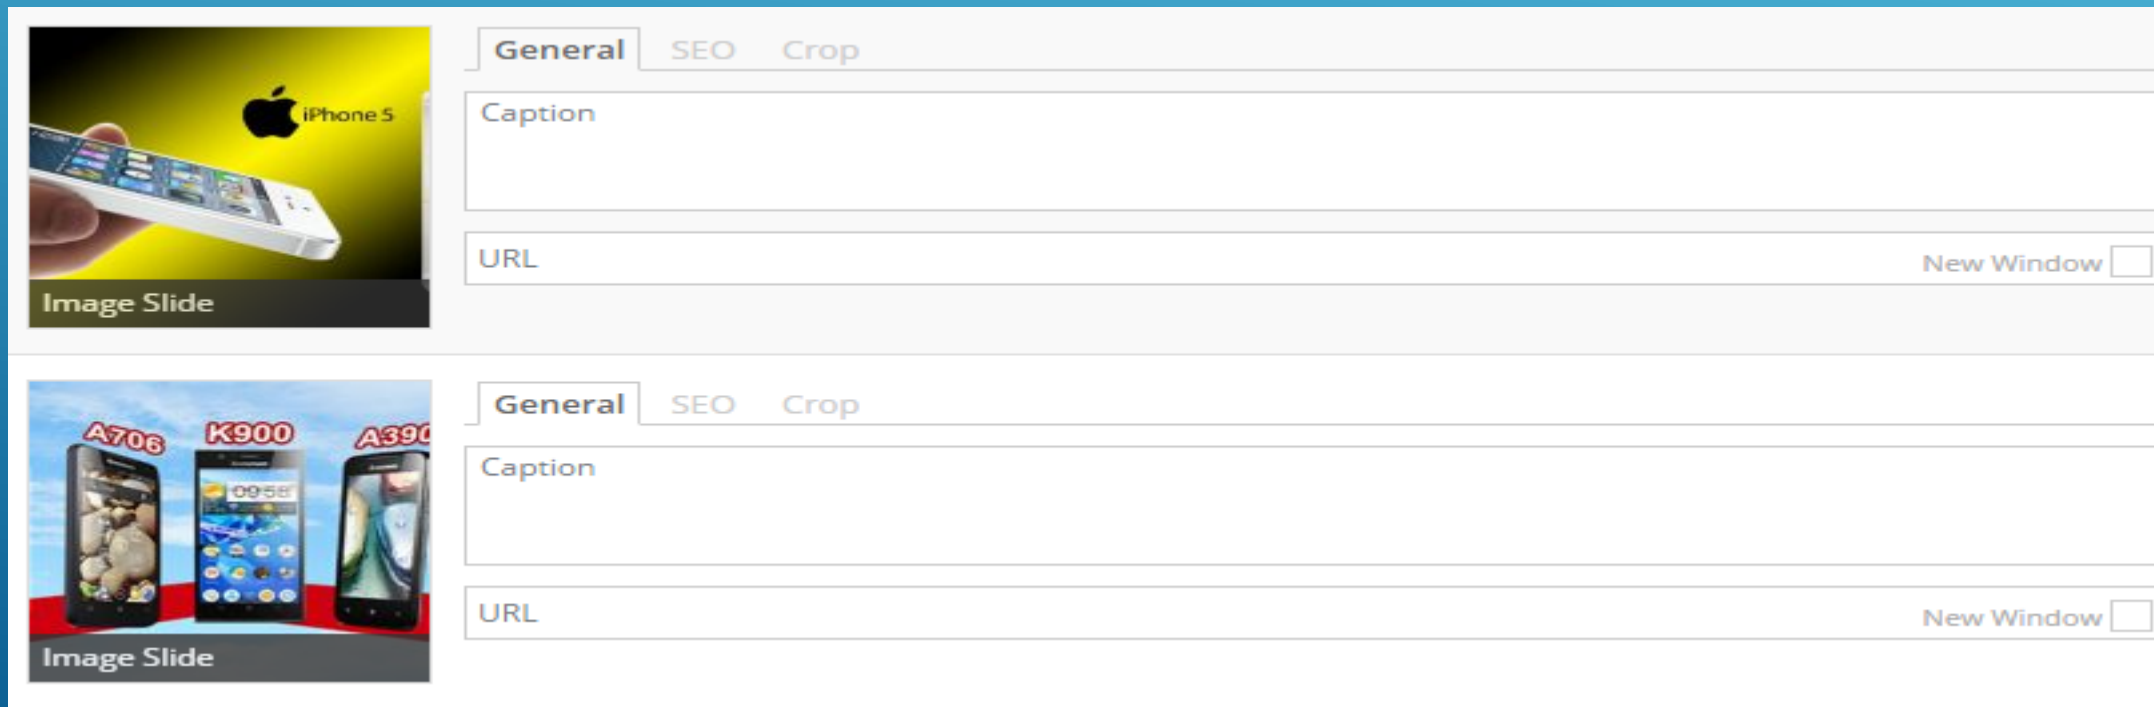 General SEO Crop
iPhone 5
Caption
URL
New Window
Image Slide
General SEO Crop
A706 K900 A390
Caption
09:58
URL
New Window
Image Slide